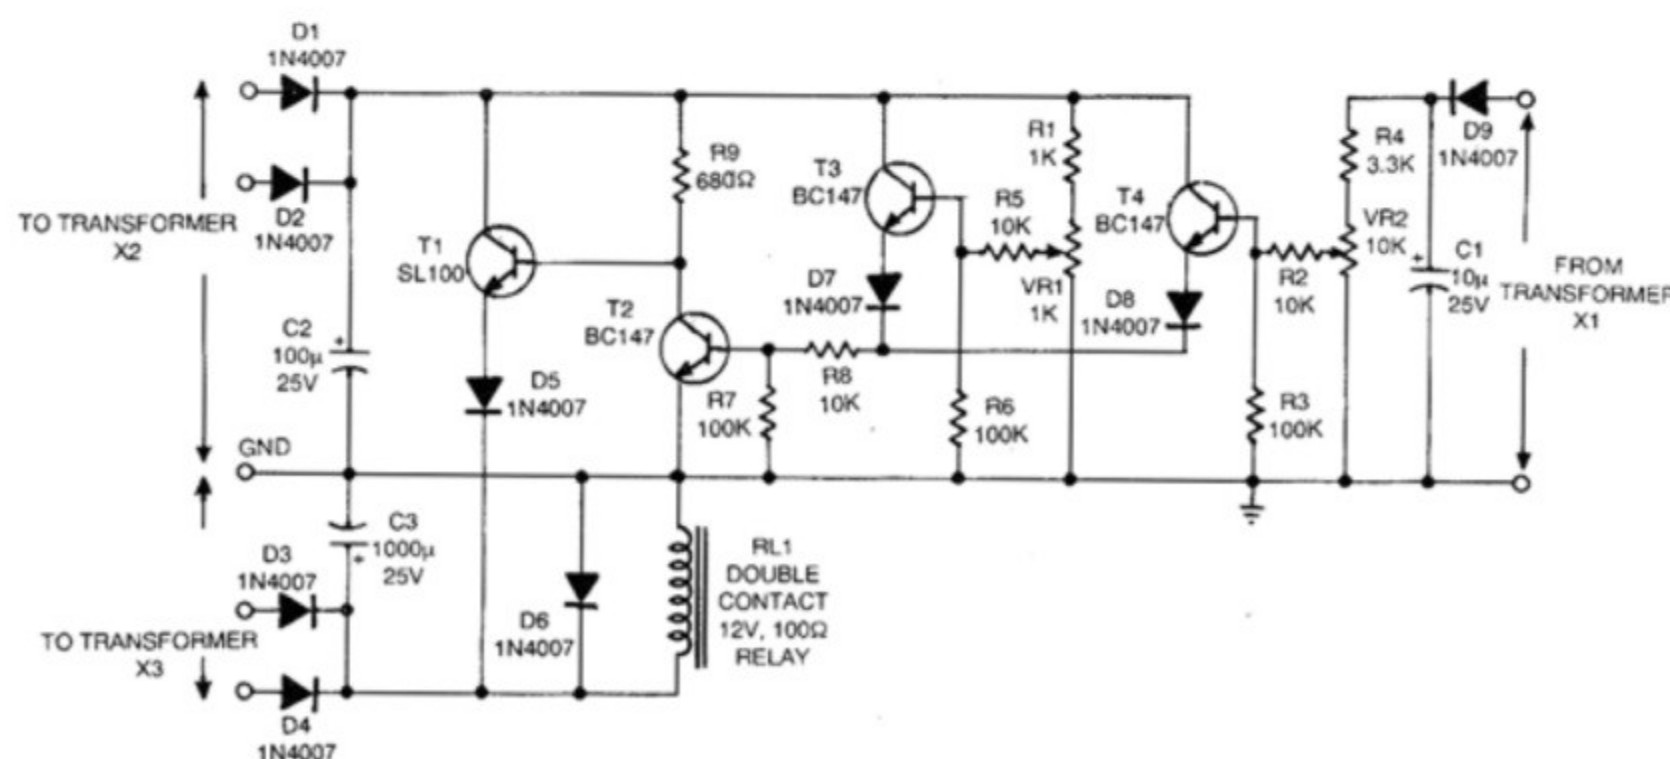 D1
1N4007
D2
1N4007
TO TRANSFORMER
X2
C2
100µ
25V
+
GND
C3
1000µ
25V
+
D3
1N4007
TO TRANSFORMER
X3
D4
1N4007
T1
SL100
D5
1N4007
D6
1N4007
R9
680Ω
T2
BC147
R7
100K
R8
10K
RL1
DOUBLE
CONTACT
12V, 100Ω
RELAY
T3
BC147
D7
1N4007
R5
10K
R6
100K
R1
1K
VR1
1K
T4
BC147
D8
1N4007
R2
10K
R3
100K
R4
3.3K
VR2
10K
D9
1N4007
C1
10µ
25V
+
FROM
TRANSFORMER
X1